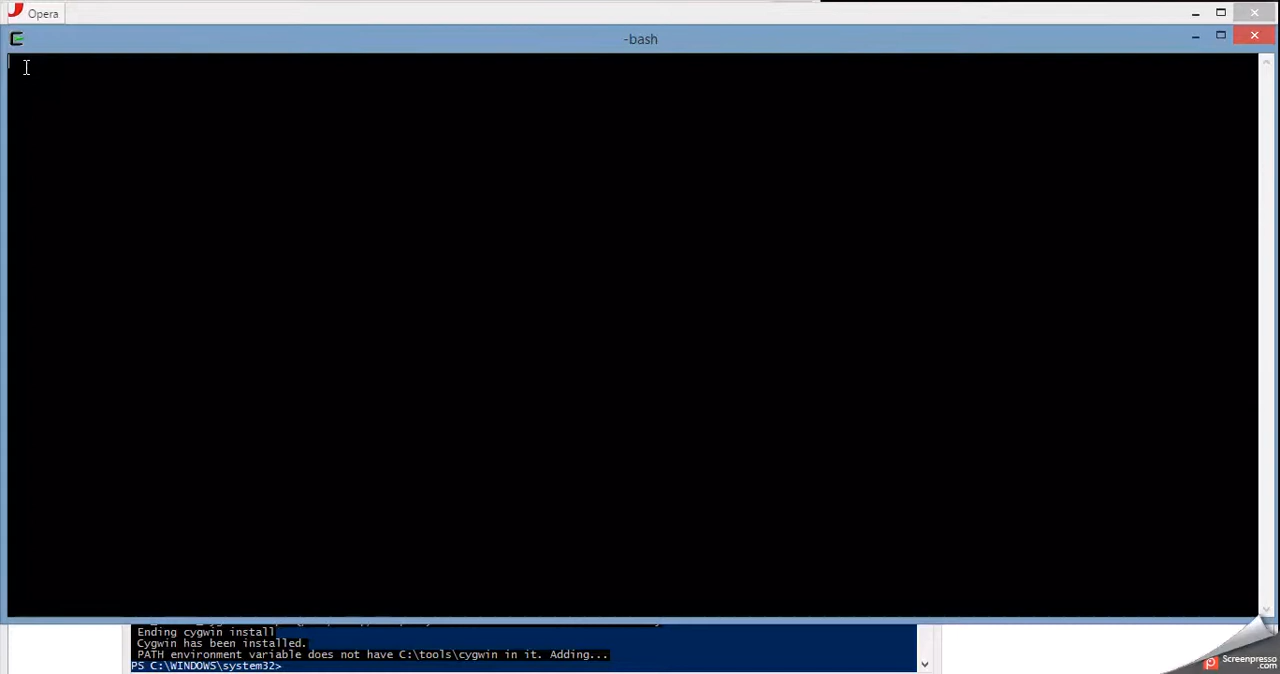 Opera
-bash
Ending cygwin install
Cygwin has been installed.
PATH environment variable does not have C:\tools\cygwin in it. Adding...
PS C:\WINDOWS\system32>
Screenpresso
.com